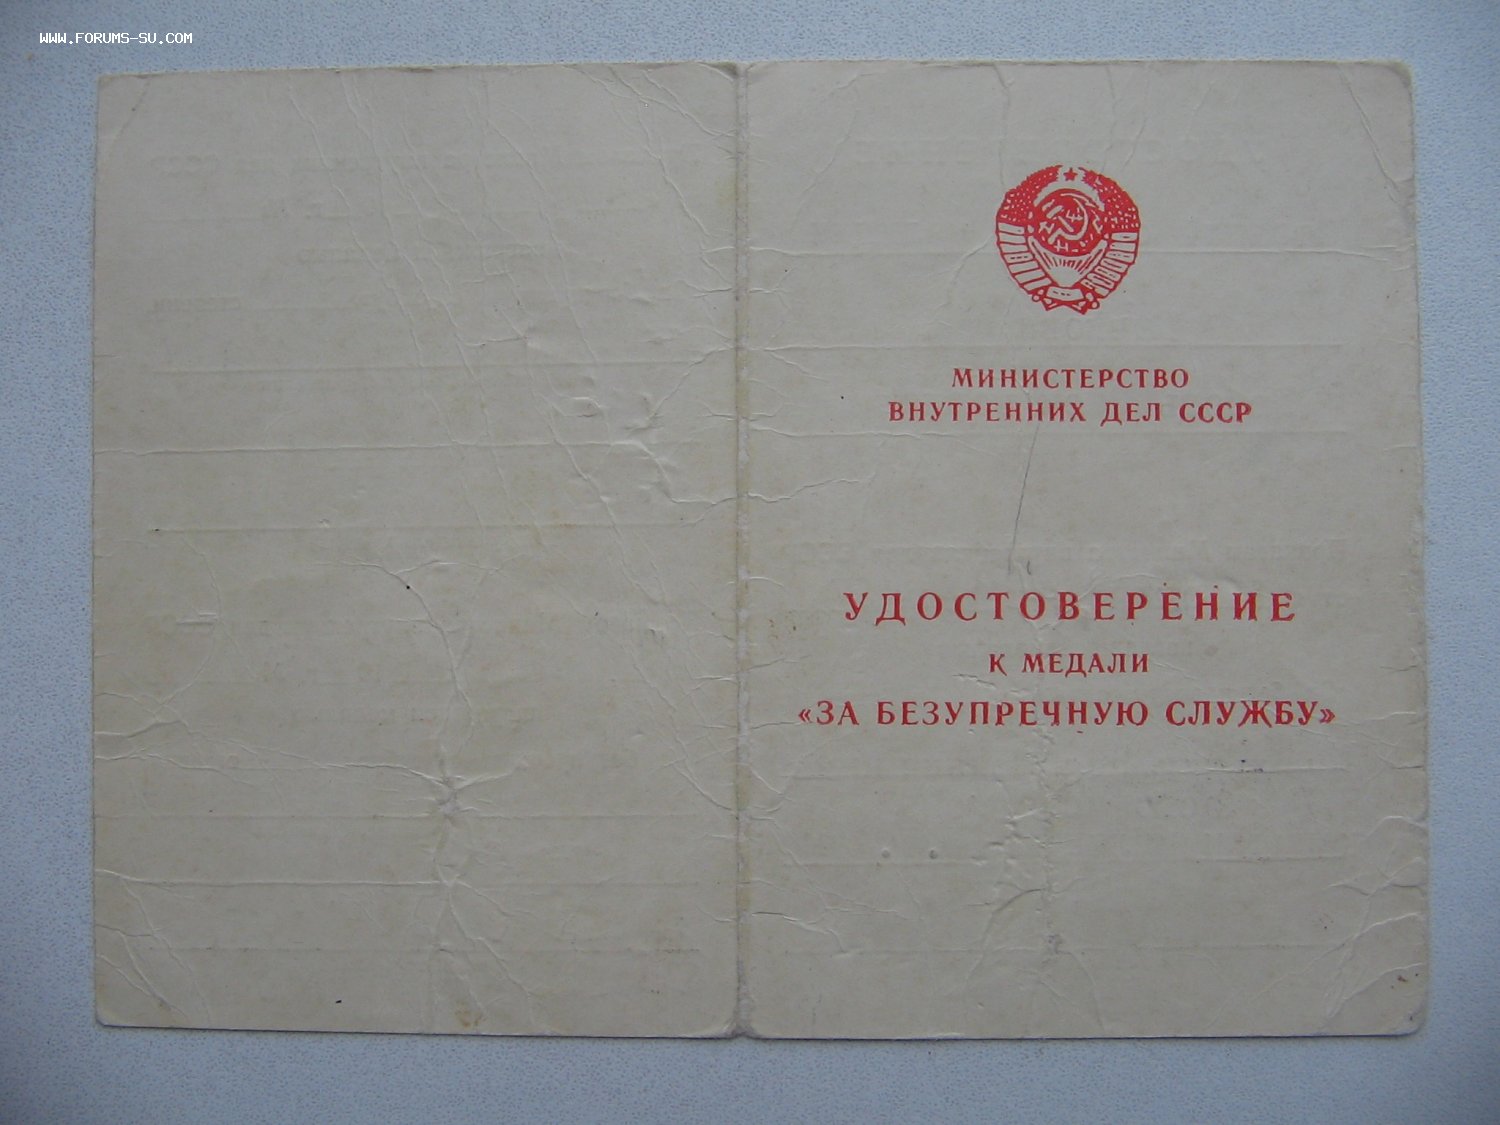 WWW.FORUMS-SU.COM
МИНИСТЕРСТВО
ВНУТРЕННИХ ДЕЛ СССР
УДОСТОВЕРЕНИЕ
К МЕДАЛИ
«ЗА БЕЗУПРЕЧНУЮ СЛУЖБУ»